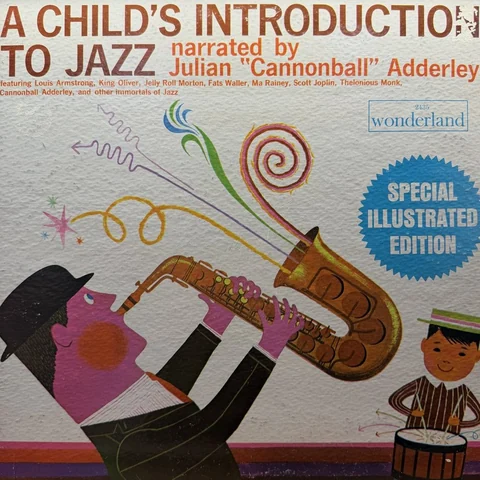 A CHILD'S INTRODUCTION
TO JAZZ
narrated by
Julian "Cannonball" Adderley
featuring Louis Armstrong, King Oliver, Jelly Roll Morton, Fats Waller, Ma Rainey, Scott Joplin, Thelonious Monk,
Cannonball Adderley, and other immortals of Jazz
2435
wonderland
SPECIAL
ILLUSTRATED
EDITION